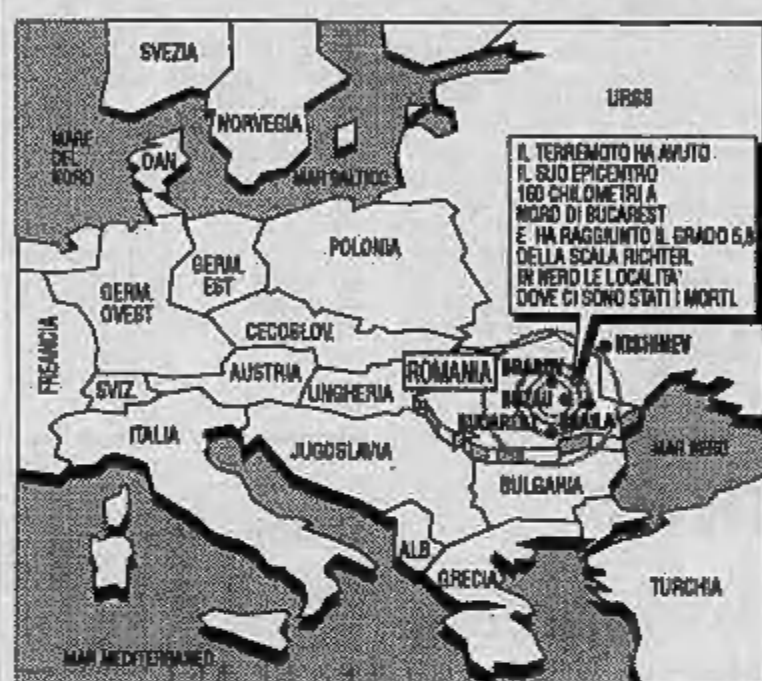 SVEZIA
URSS
NORVEGIA
MARE
DEL
NORD
DAN
MAR BALTICO
IL TERREMOTO HA AVUTO
IL SUO EPICENTRO
160 CHILOMETRI A
NORD DI BUCAREST
E HA RAGGIUNTO IL GRADO
DELLA SCALA RICHTER.
IN NERO LE LOCALITA'
DOVE CI SONO STATI I MORTI.
POLONIA
GERM.
EST
GERM.
OVEST
CECOSLOV.
KISCHINEV
FRANCIA
AUSTRIA
ROMANIA
BRASOV
SVIZ.
UNGHERIA
BUZAU
BUCAREST
BRAILA
ITALIA
JUGOSLAVIA
MAR NERO
BULGARIA
ALB.
GRECIA
TURCHIA
MAR MEDITERRANEO